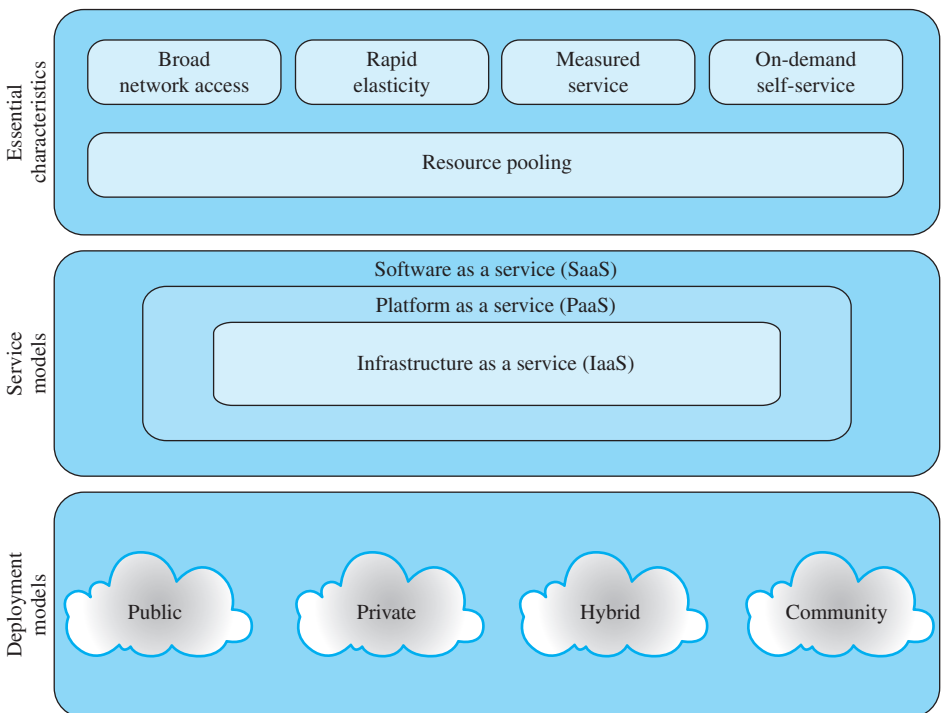 Essential
characteristics
Broad
network access
Rapid
elasticity
Measured
service
On-demand
self-service
Resource pooling
Service
models
Software as a service (SaaS)
Platform as a service (PaaS)
Infrastructure as a service (IaaS)
Deployment
models
Public
Private
Hybrid
Community